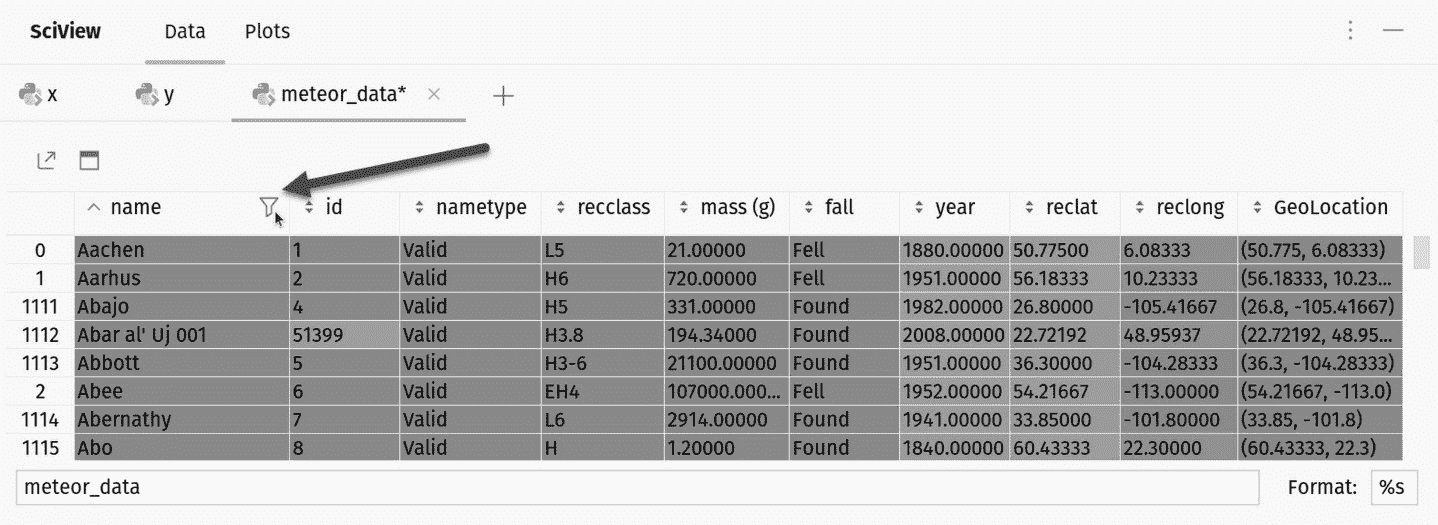 SciView Data Plots
x y meteor_data*
name id nametype recclass mass (g) fall year reclat reclong GeoLocation
0 Aachen 1 Valid L5 21.00000 Fell 1880.00000 50.77500 6.08333 (50.775, 6.08333)
1 Aarhus 2 Valid H6 720.00000 Fell 1951.00000 56.18333 10.23333 (56.18333, 10.23...
1111 Abajo 4 Valid H5 331.00000 Found 1982.00000 26.80000 -105.41667 (26.8, -105.41667)
1112 Abar al' Uj 001 51399 Valid H3.8 194.34000 Found 2008.00000 22.72192 48.95937 (22.72192, 48.95...
1113 Abbott 5 Valid H3-6 21100.00000 Found 1951.00000 36.30000 -104.28333 (36.3, -104.28333)
2 Abee 6 Valid EH4 107000.000... Fell 1952.00000 54.21667 -113.00000 (54.21667, -113.0)
1114 Abernathy 7 Valid L6 2914.00000 Found 1941.00000 33.85000 -101.80000 (33.85, -101.8)
1115 Abo 8 Valid H 1.20000 Found 1840.00000 60.43333 22.30000 (60.43333, 22.3)
meteor_data Format: %s